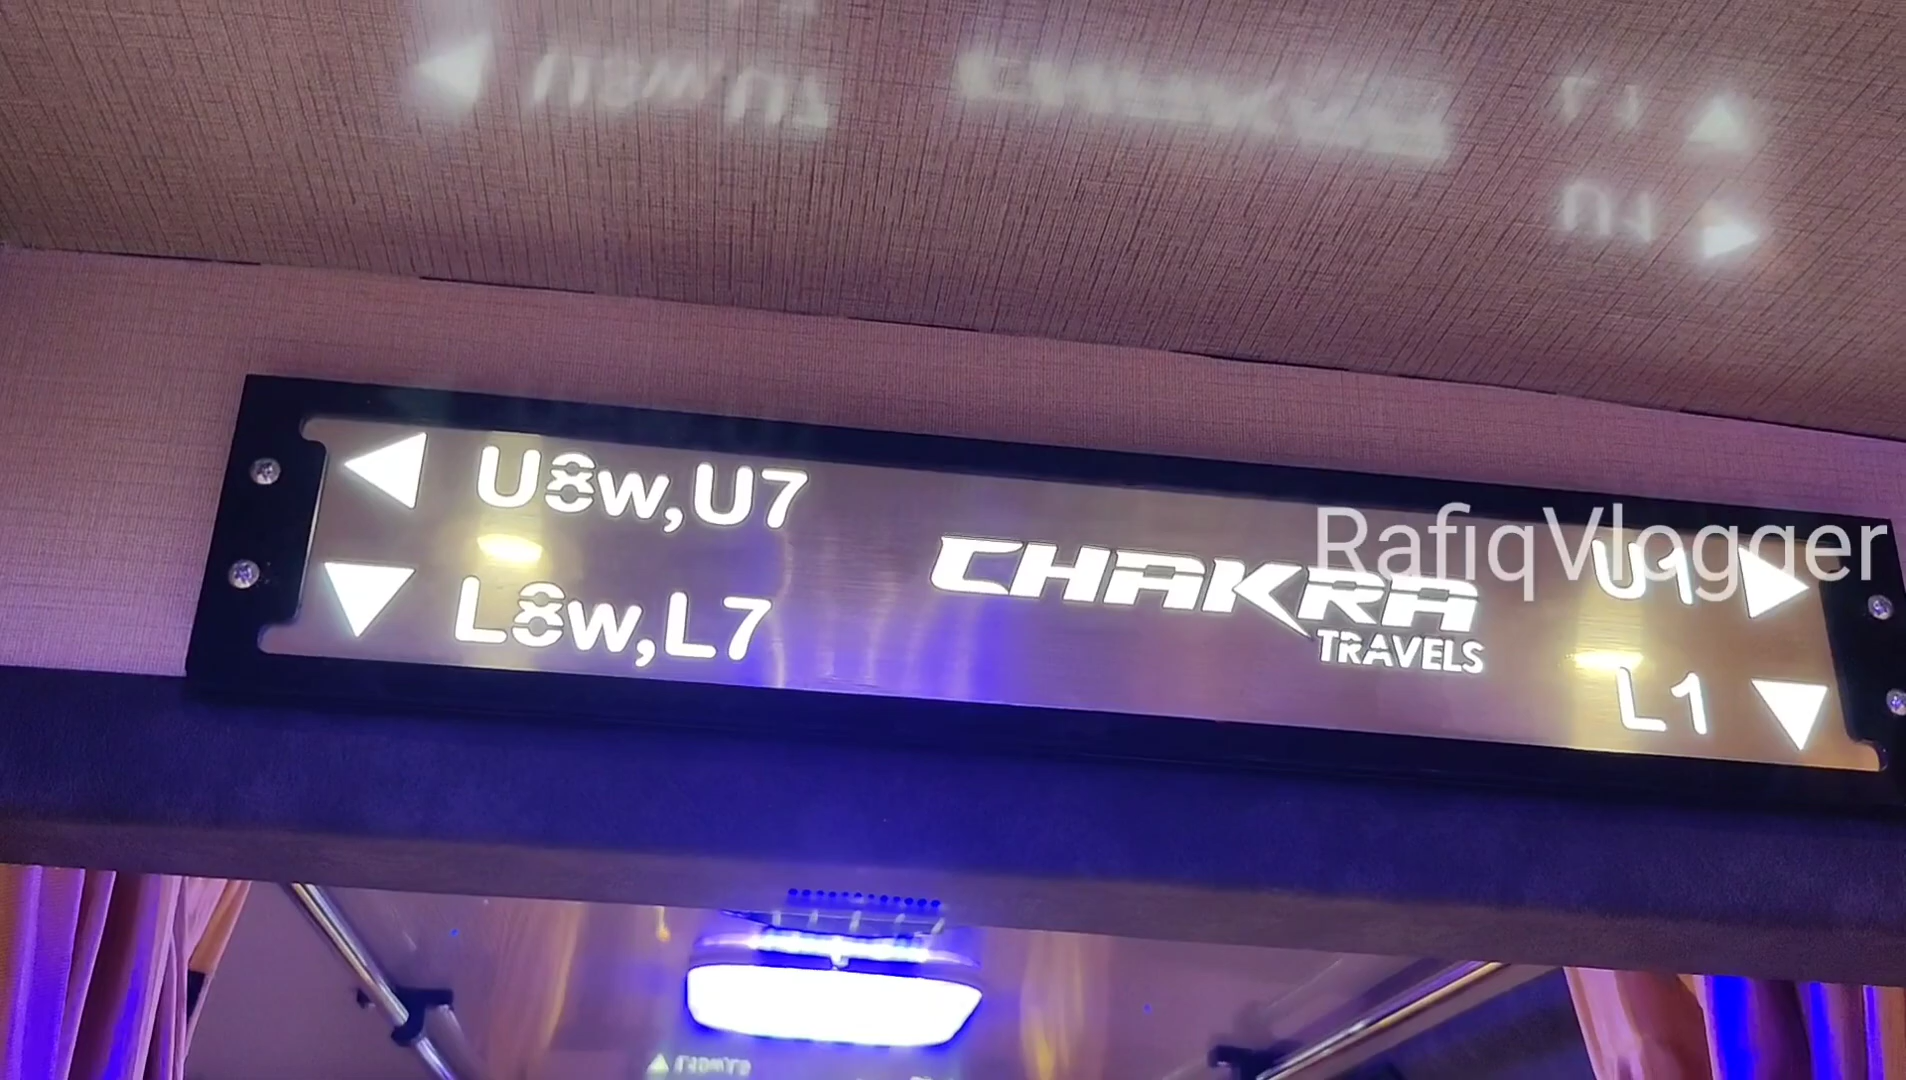 U8w,U7
L8w,L7
CHAKRA
TRAVELS
RafiqVlogger
U1
L1